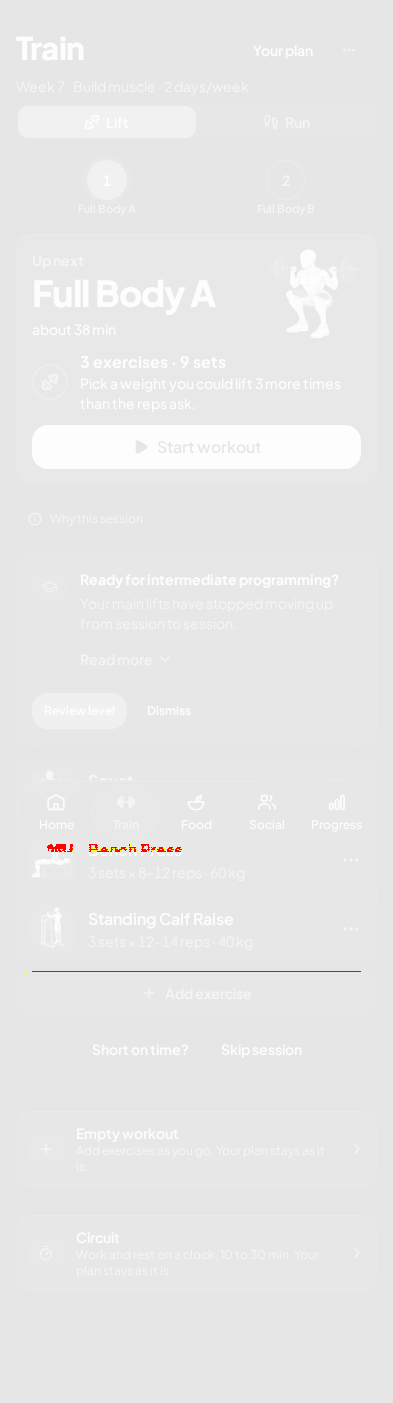 Train
Your plan
Week 7 · Build muscle · 2 days/week
Lift
Run
1
2
Full Body A
Full Body B
Up next
Full Body A
about 38 min
3 exercises · 9 sets
Pick a weight you could lift 3 more times
than the reps ask.
Start workout
Why this session
Ready for intermediate programming?
Your main lifts have stopped moving up
from session to session.
Read more
Review level
Dismiss
Squat
Home
Train
Food
Social
Progress
Bench Press
3 sets × 8–12 reps · 60 kg
Standing Calf Raise
3 sets × 12–14 reps · 40 kg
Add exercise
Short on time?
Skip session
Empty workout
Add exercises as you go. Your plan stays as it
is.
Circuit
Work and rest on a clock, 10 to 30 min. Your
plan stays as it is.